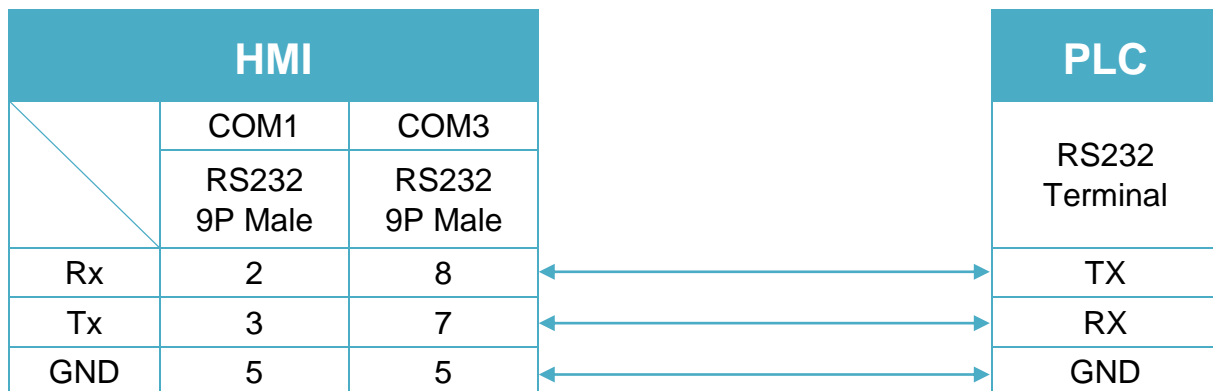 HMI
PLC
COM1 COM3
RS232
Terminal
RS232 RS232
9P Male 9P Male
Rx 2 8 TX
Tx 3 7 RX
GND 5 5 GND